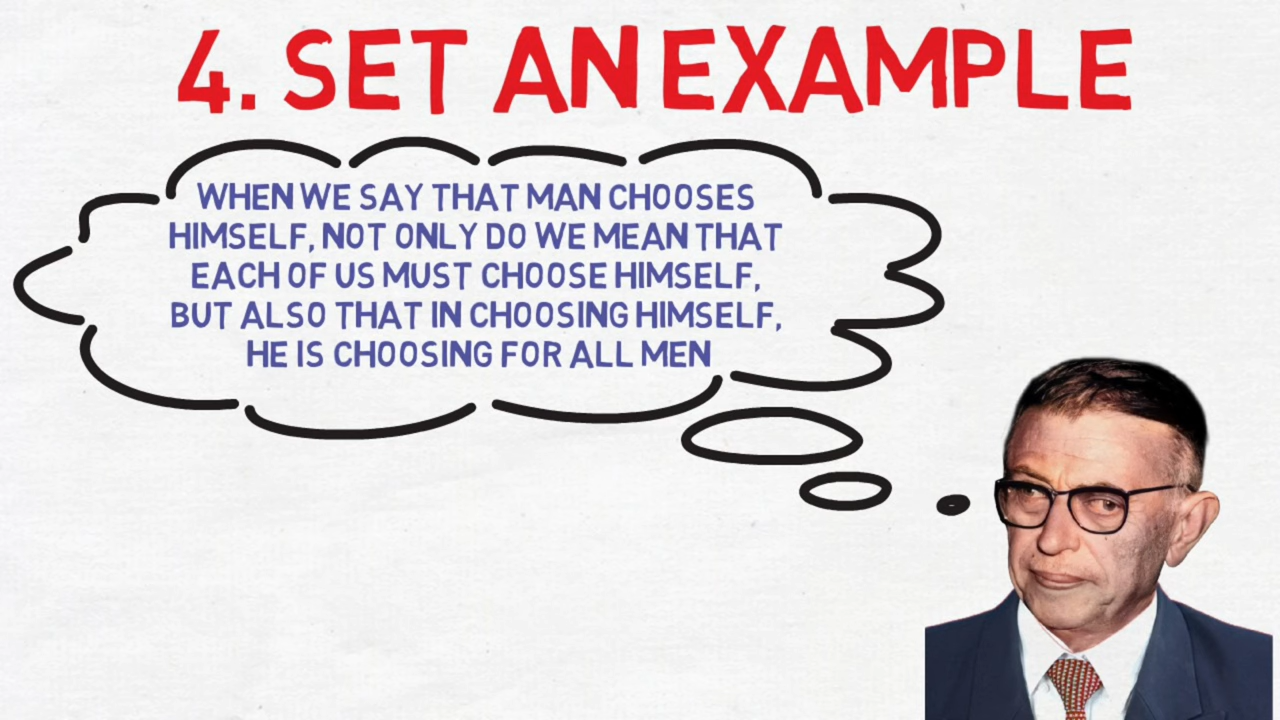 4. SET AN EXAMPLE
WHEN WE SAY THAT MAN CHOOSES
HIMSELF, NOT ONLY DO WE MEAN THAT
EACH OF US MUST CHOOSE HIMSELF,
BUT ALSO THAT IN CHOOSING HIMSELF,
HE IS CHOOSING FOR ALL MEN